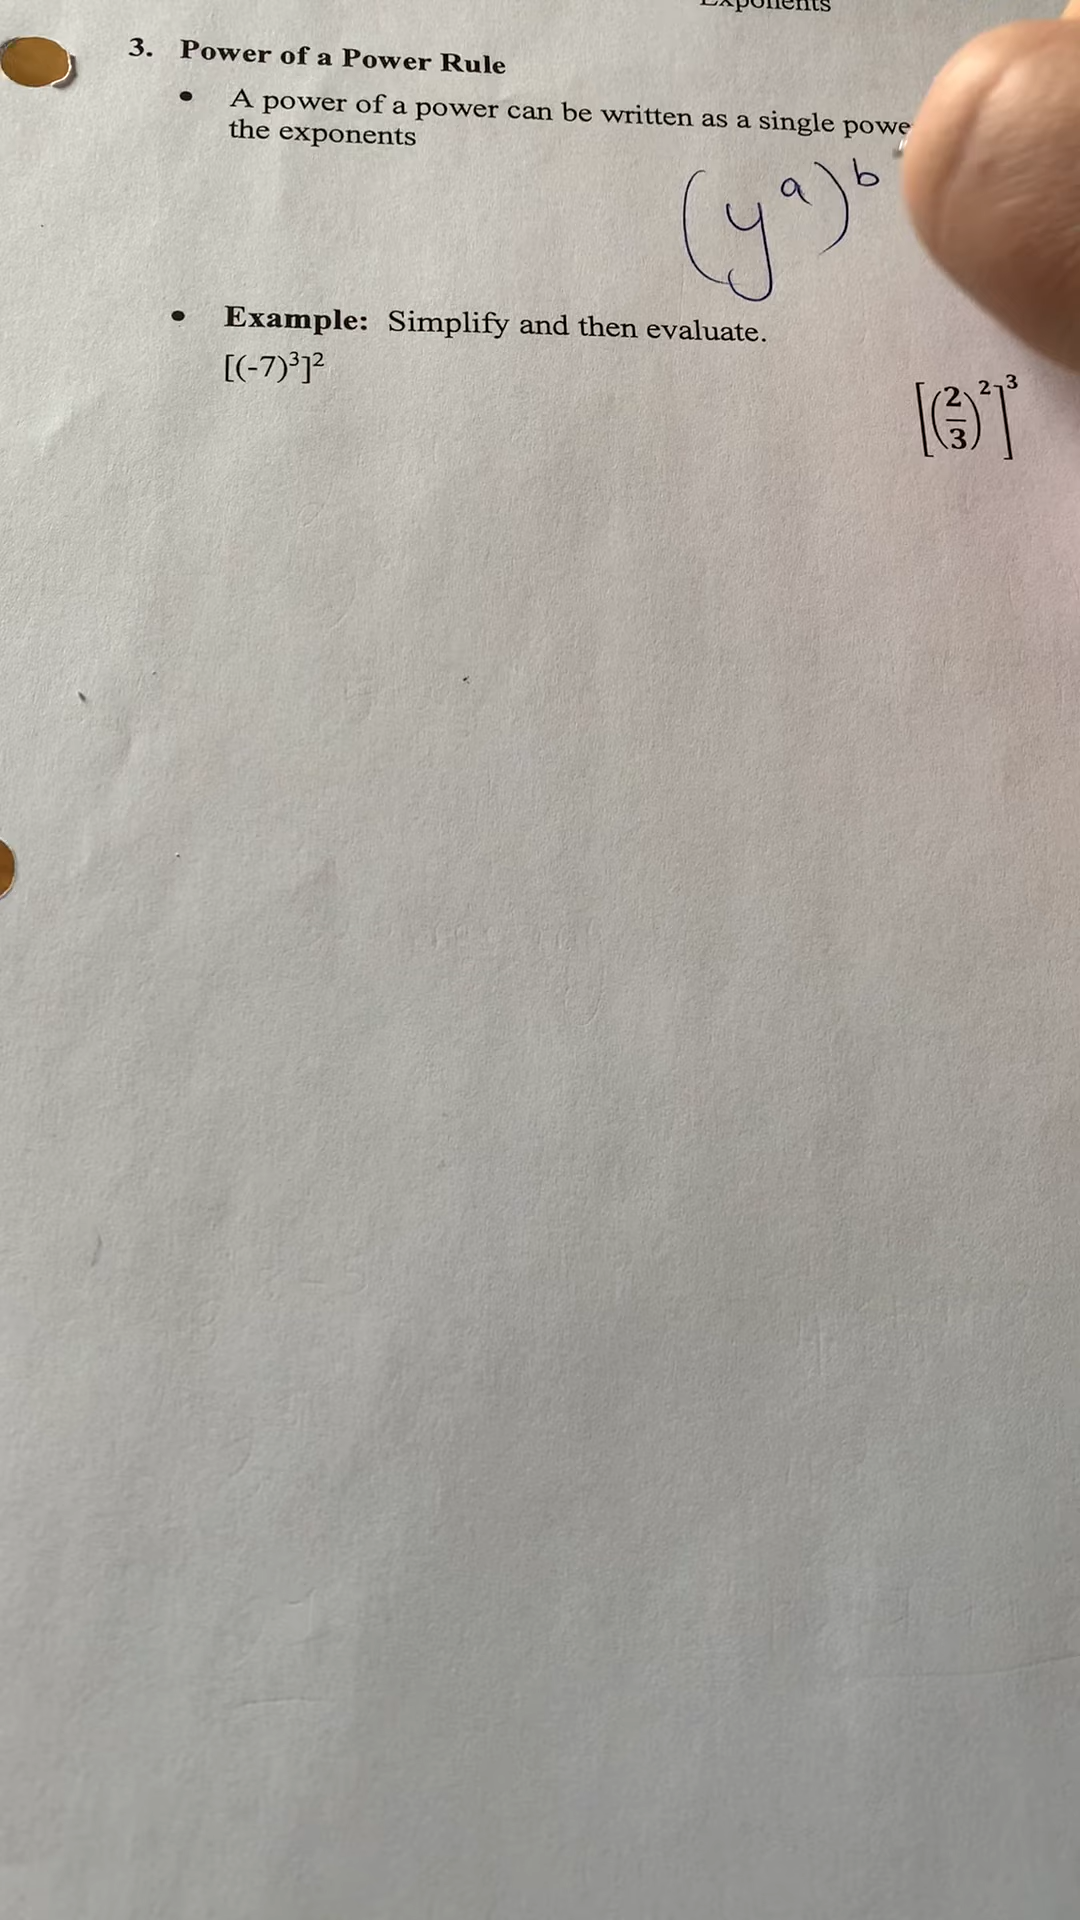 3. Power of a Power Rule
• A power of a power can be written as a single
the exponents
(yᵃ)ᵇ
• Example: Simplify and then evaluate.
[(-7)³]²
[(2/3)²]³